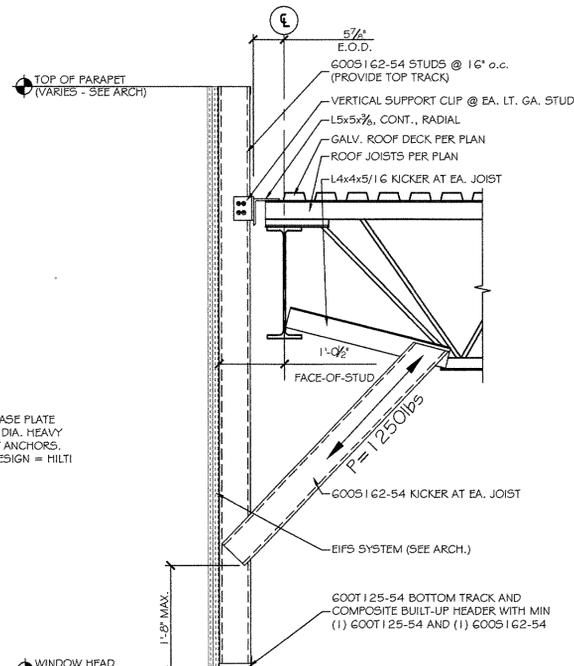 ℄
5⅞"
E.O.D.
600S162-54 STUDS @ 16" o.c.
(PROVIDE TOP TRACK)
TOP OF PARAPET
(VARIES - SEE ARCH)
VERTICAL SUPPORT CLIP @ EA. LT. GA. STUD
L5x5x⅜, CONT., RADIAL
GALV. ROOF DECK PER PLAN
ROOF JOISTS PER PLAN
L4x4x5/16 KICKER AT EA. JOIST
1'-0½"
FACE-OF-STUD
P=1250lbs
ASE PLATE
DIA. HEAVY
ANCHORS.
ESIGN = HILTI
600S162-54 KICKER AT EA. JOIST
EIFS SYSTEM (SEE ARCH.)
1'-8" MAX.
600T125-54 BOTTOM TRACK AND
COMPOSITE BUILT-UP HEADER WITH MIN
(1) 600T125-54 AND (1) 600S162-54
WINDOW HEAD